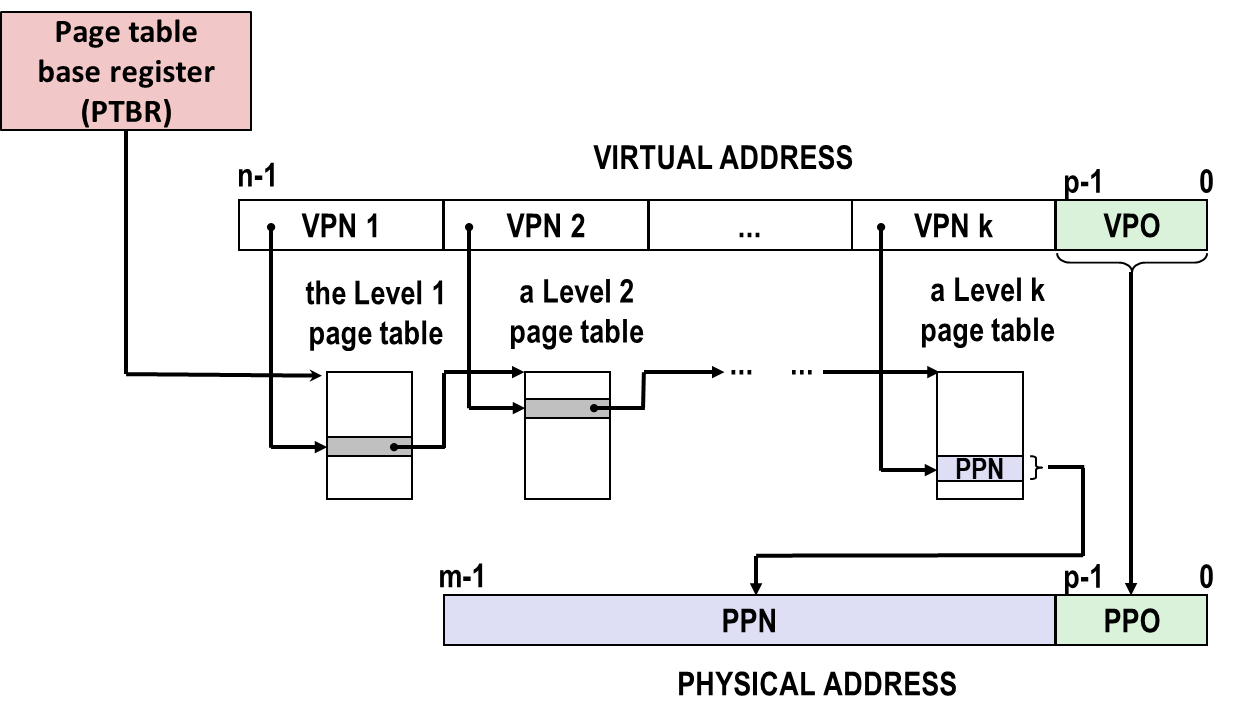 Page table
base register
(PTBR)
VIRTUAL ADDRESS
n-1
p-1
0
VPN 1
VPN 2
...
VPN k
VPO
the Level 1
page table
a Level 2
page table
a Level k
page table
... ...
PPN
m-1
p-1
0
PPN
PPO
PHYSICAL ADDRESS